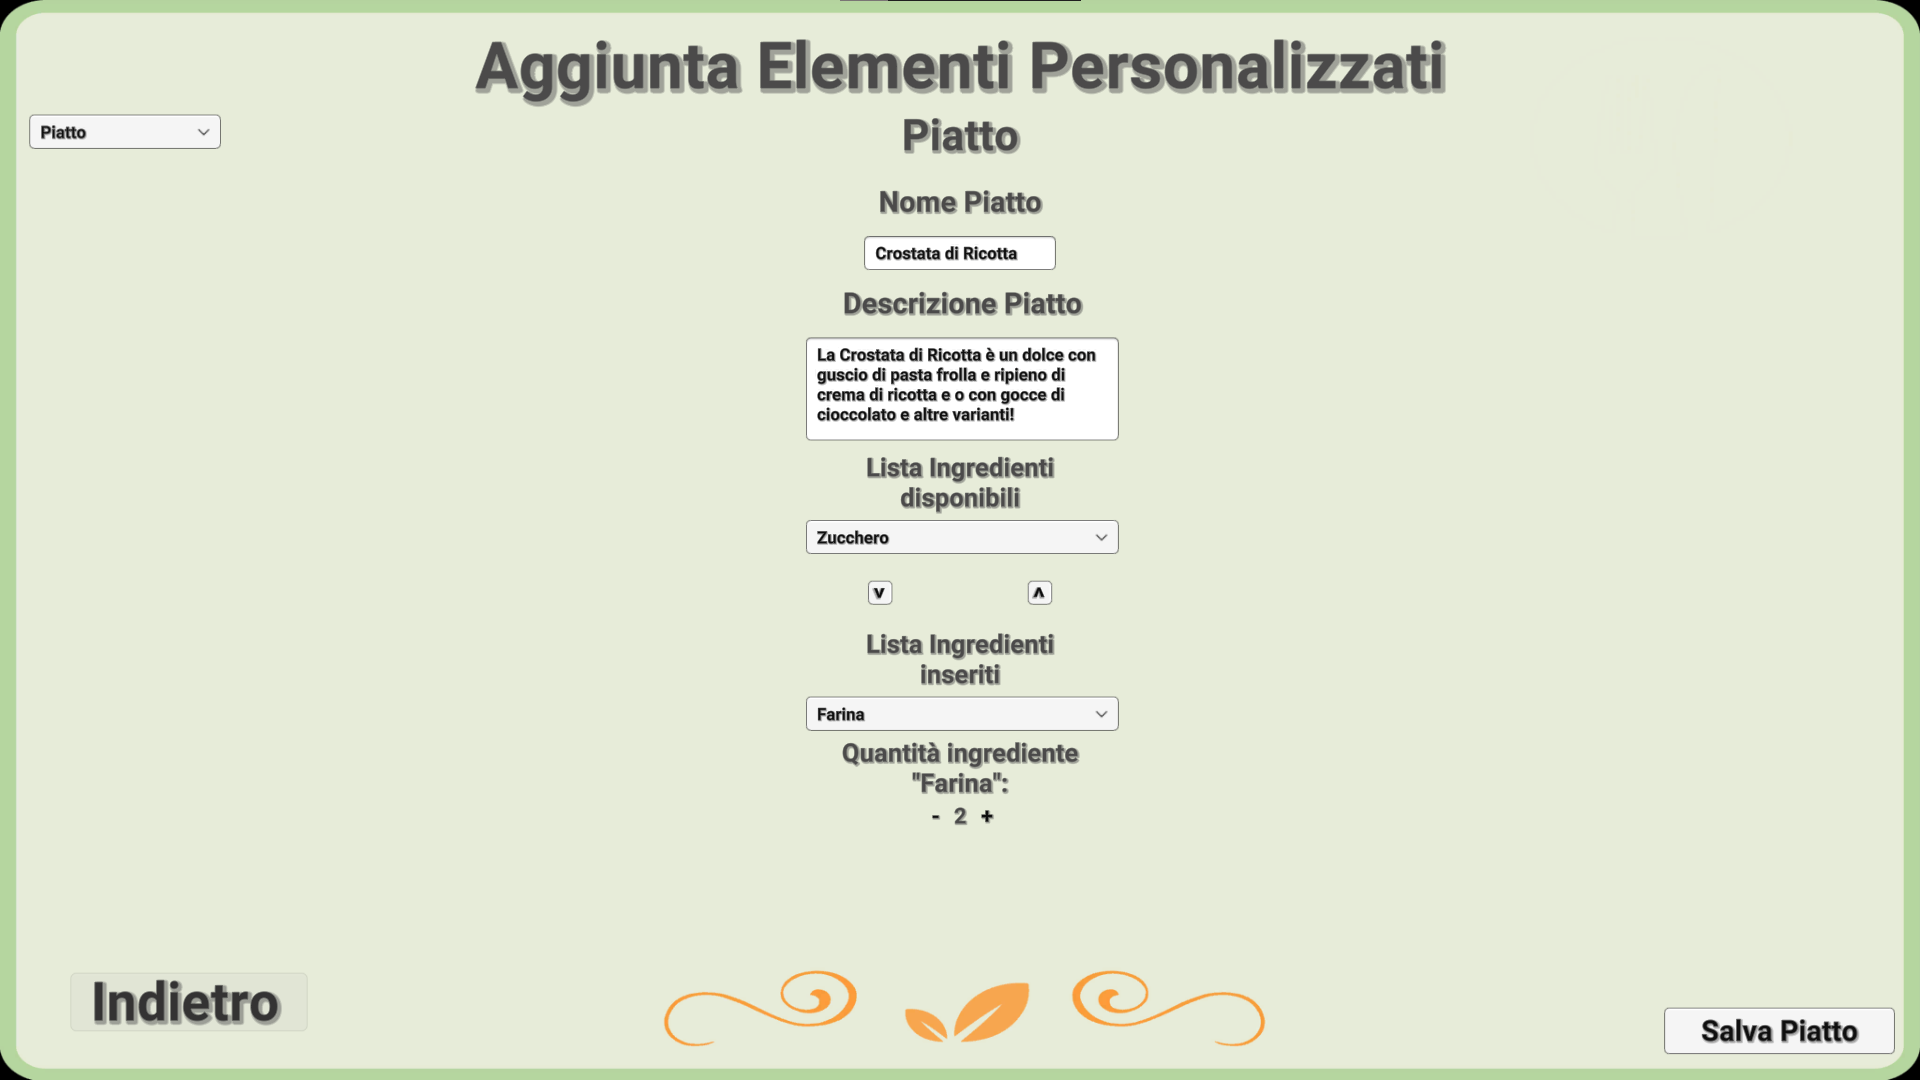 Aggiunta Elementi Personalizzati
Piatto
Piatto
Nome Piatto
Crostata di Ricotta
Descrizione Piatto
La Crostata di Ricotta è un dolce con
guscio di pasta frolla e ripieno di
crema di ricotta e o con gocce di
cioccolato e altre varianti!
Lista Ingredienti
disponibili
Zucchero
v ʌ
Lista Ingredienti
inseriti
Farina
Quantità ingrediente
"Farina":
- 2 +
Indietro
Salva Piatto